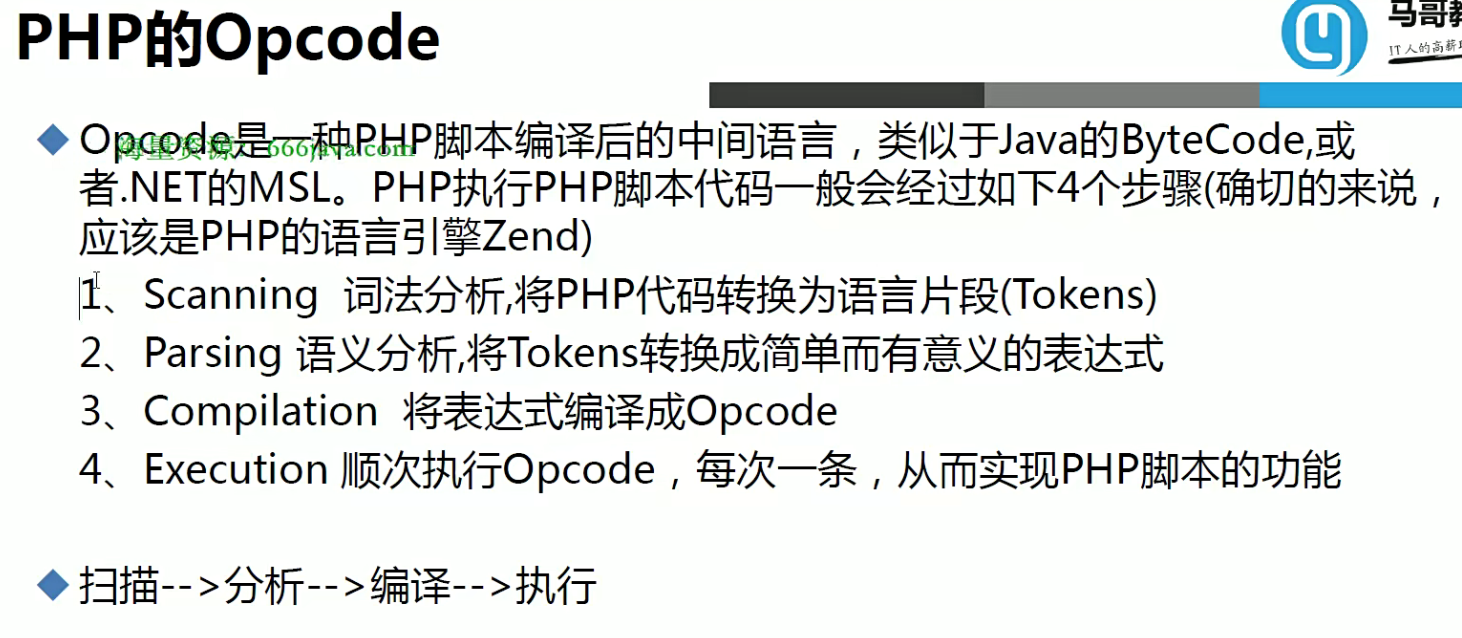 PHP的Opcode
马哥教
IT人的高薪
Opcode是一种PHP脚本编译后的中间语言，类似于Java的ByteCode,或
海量资源：666java.com
者.NET的MSL。PHP执行PHP脚本代码一般会经过如下4个步骤(确切的来说，
应该是PHP的语言引擎Zend)
1、Scanning 词法分析,将PHP代码转换为语言片段(Tokens)
2、Parsing 语义分析,将Tokens转换成简单而有意义的表达式
3、Compilation 将表达式编译成Opcode
4、Execution 顺次执行Opcode，每次一条，从而实现PHP脚本的功能
扫描-->分析-->编译-->执行